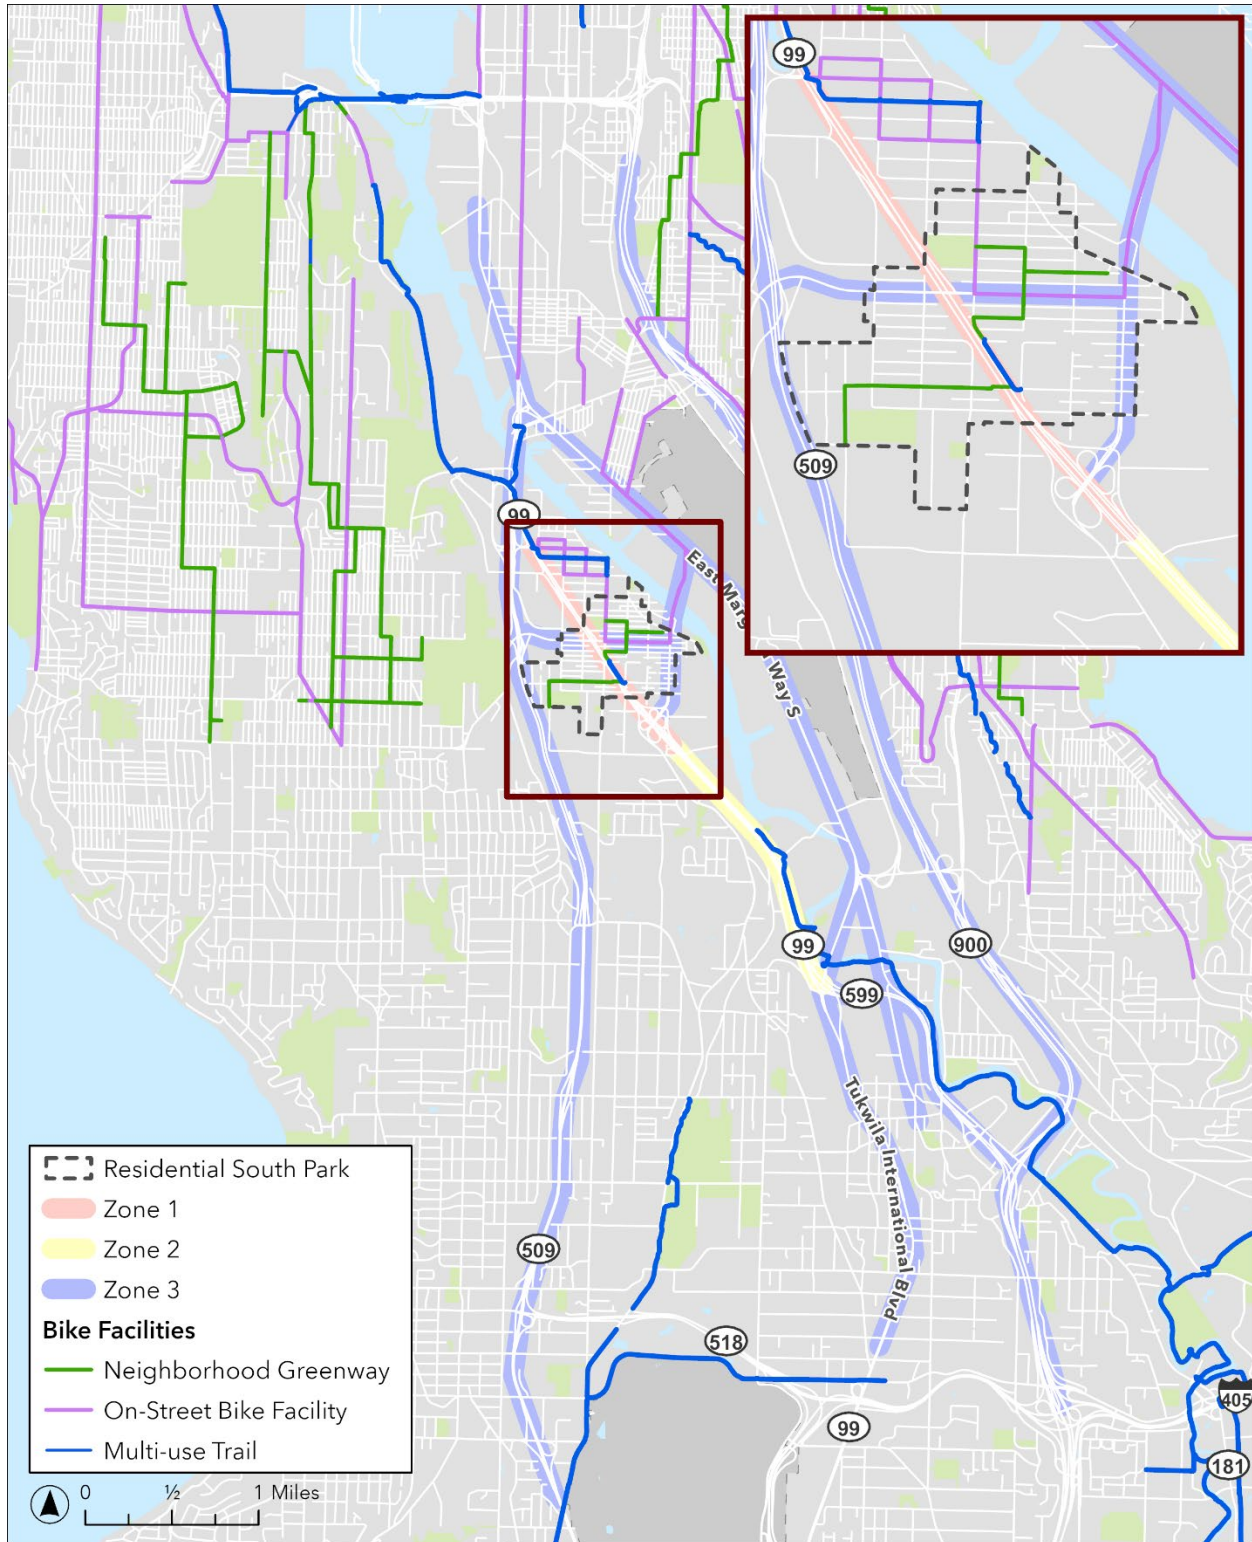 99
509
99
East Marg
Way S
99
900
599
Tukwila International Blvd
509
518
99
405
181
Residential South Park
Zone 1
Zone 2
Zone 3
Bike Facilities
Neighborhood Greenway
On-Street Bike Facility
Multi-use Trail
0 ½ 1 Miles